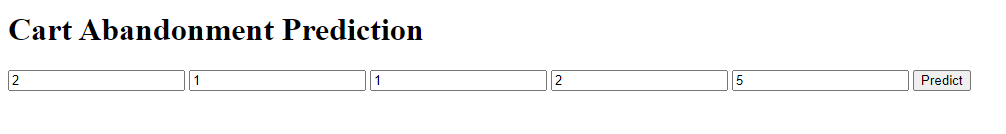 Cart Abandonment Prediction
2 1 1 2 5 Predict